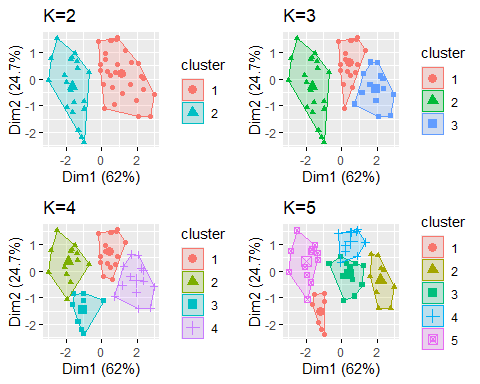 K=2
1
0
-1
-2
Dim2 (24.7%)
-2
0
2
Dim1 (62%)
cluster
1
2
K=3
1
0
-1
-2
Dim2 (24.7%)
-2
0
2
Dim1 (62%)
cluster
1
2
3
K=4
1
0
-1
-2
Dim2 (24.7%)
-2
0
2
Dim1 (62%)
cluster
1
2
3
4
K=5
1
0
-1
-2
Dim2 (24.7%)
-2
0
2
Dim1 (62%)
cluster
1
2
3
4
5